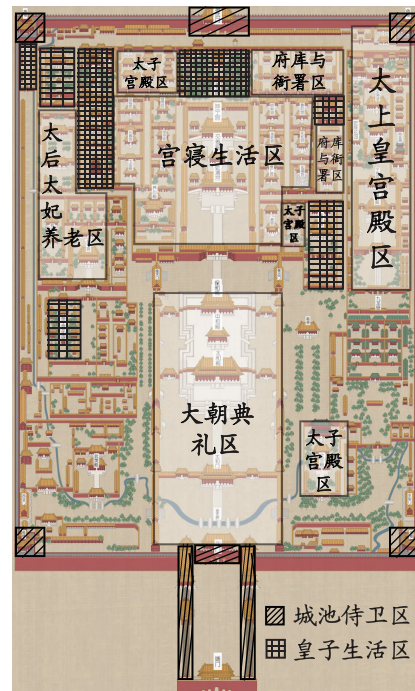 太子
宫殿区
府库与
衙署区
太上皇宫殿区
太后太妃
养老区
宫寝生活区
府库
与衙
署区
太子
宫殿
区
大朝典
礼区
太子
宫殿
区
城池侍卫区
皇子生活区